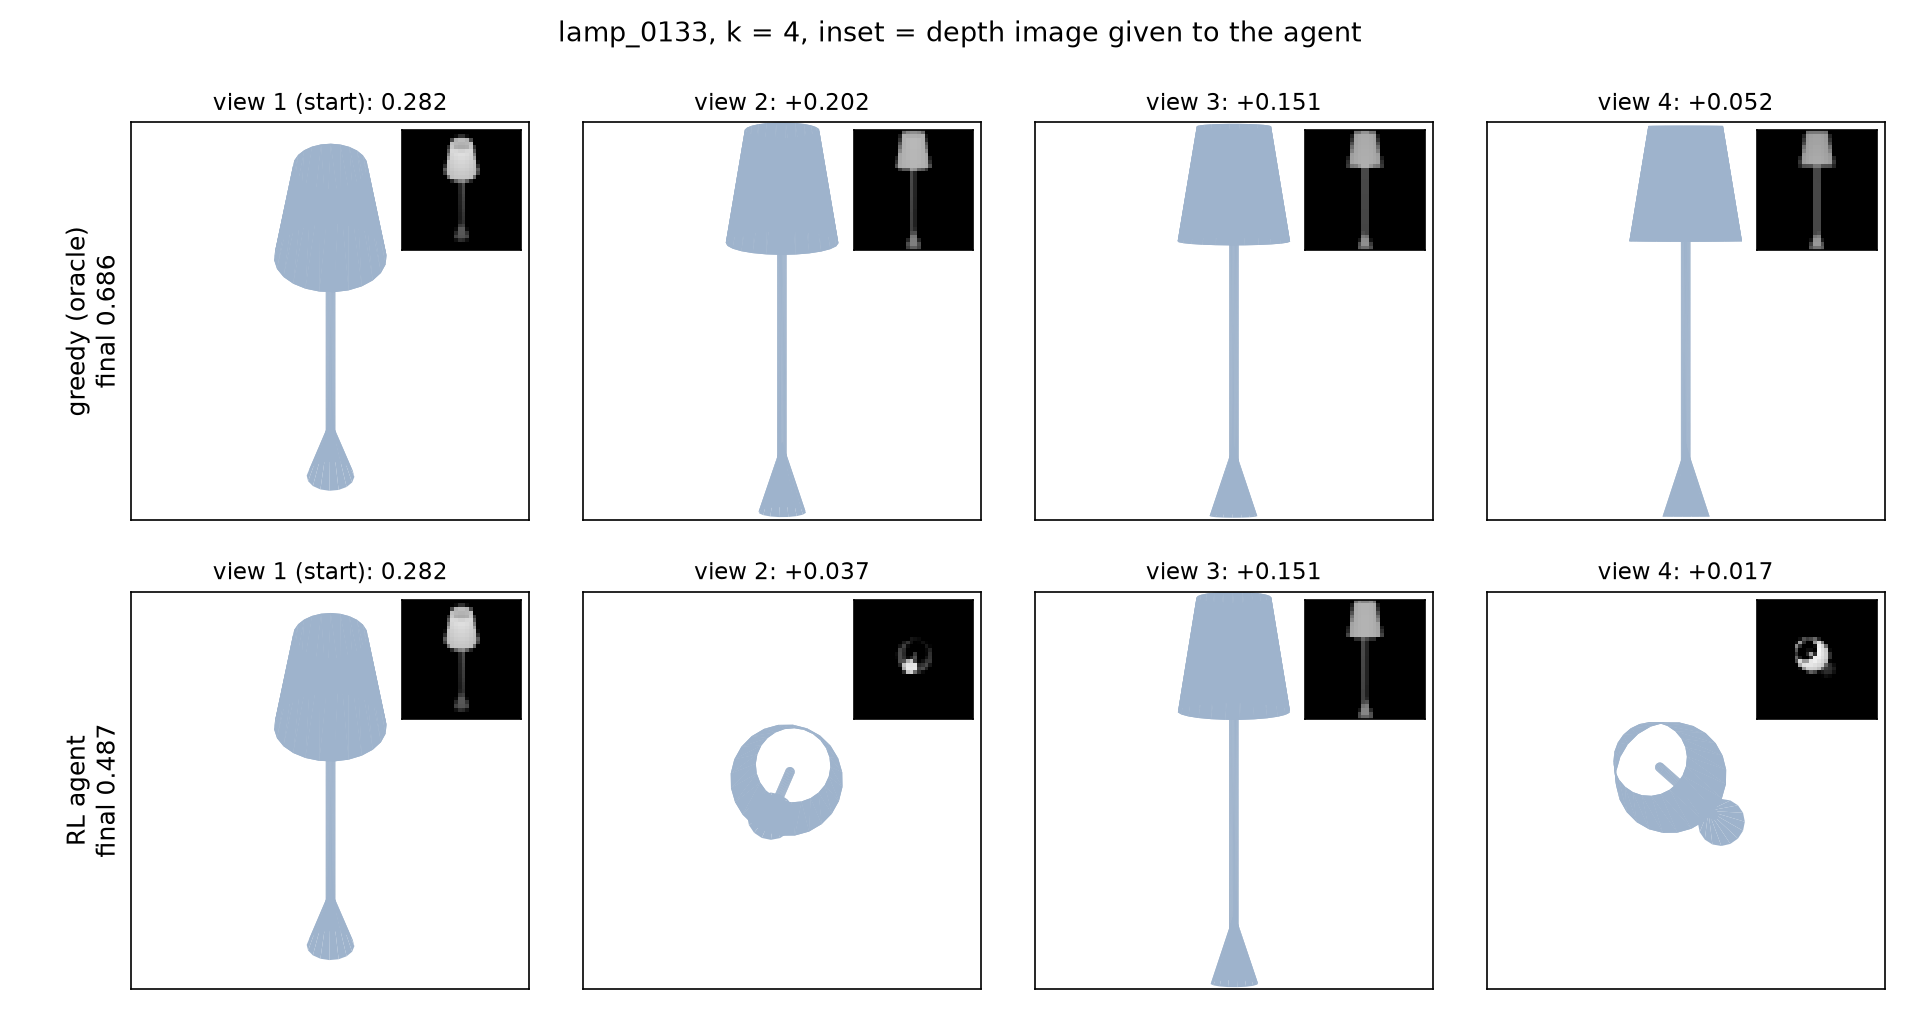 lamp_0133, k = 4, inset = depth image given to the agent
view 1 (start): 0.282
view 2: +0.202
view 3: +0.151
view 4: +0.052
greedy (oracle)
final 0.686
view 1 (start): 0.282
view 2: +0.037
view 3: +0.151
view 4: +0.017
RL agent
final 0.487